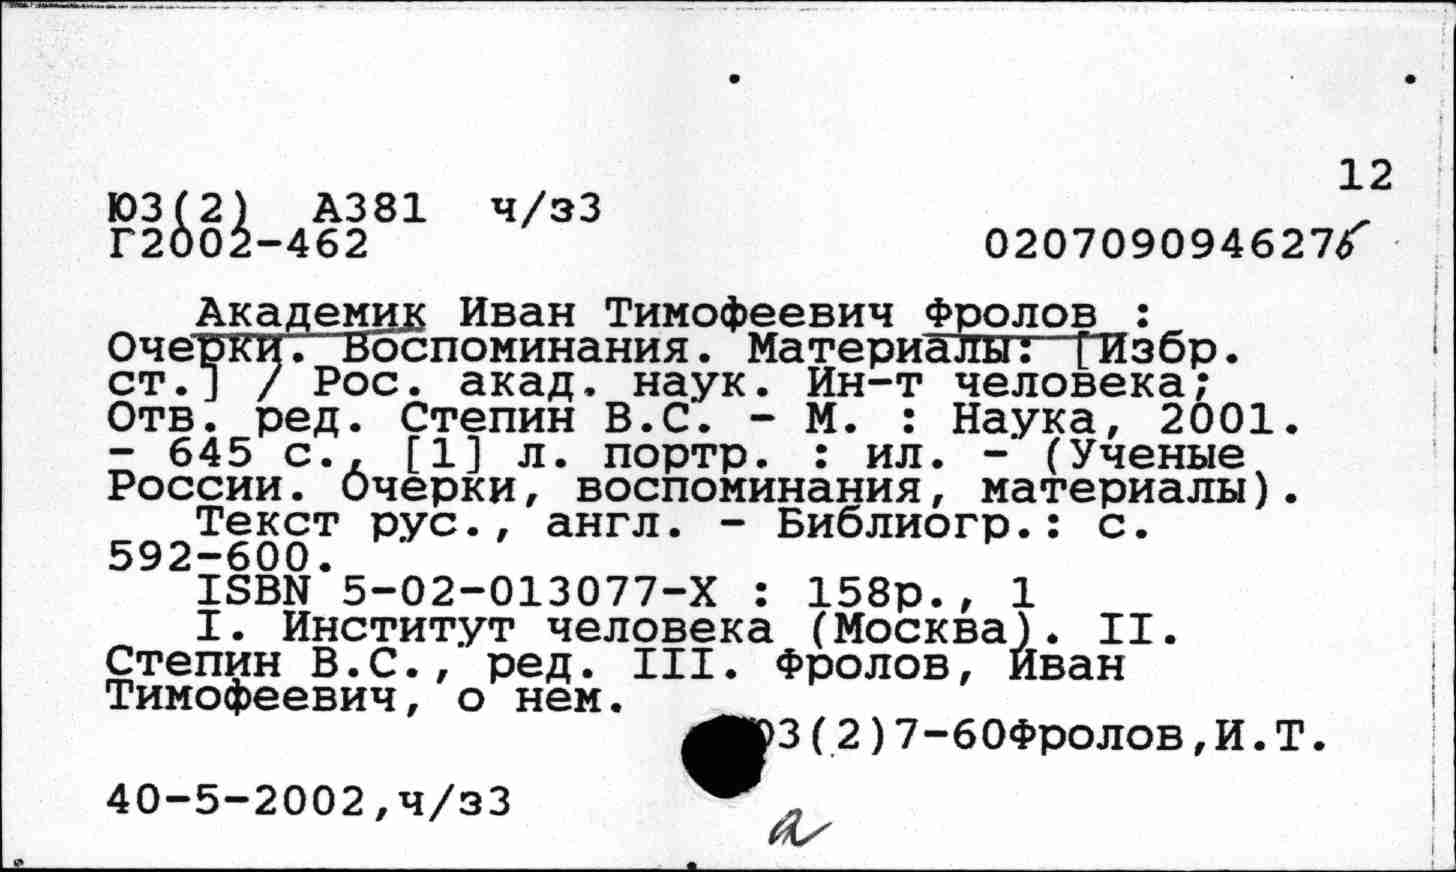 12
Ю3(2) А381 ч/з3
Г2002-462 020709094627б
Академик Иван Тимофеевич Фролов :
Очерки. Воспоминания. Материалы: [Избр.
ст.] / Рос. акад. наук. Ин-т человека;
Отв. ред. Степин В.С. - М. : Наука, 2001.
- 645 с., [1] л. портр. : ил. - (Ученые
России. Очерки, воспоминания, материалы).
Текст рус., англ. - Библиогр.: с.
592-600.
ISBN 5-02-013077-X : 158р., 1
I. Институт человека (Москва). II.
Степин В.С., ред. III. Фролов, Иван
Тимофеевич, о нем.
Ю3(2)7-60Фролов,И.Т.
40-5-2002,ч/з3
а